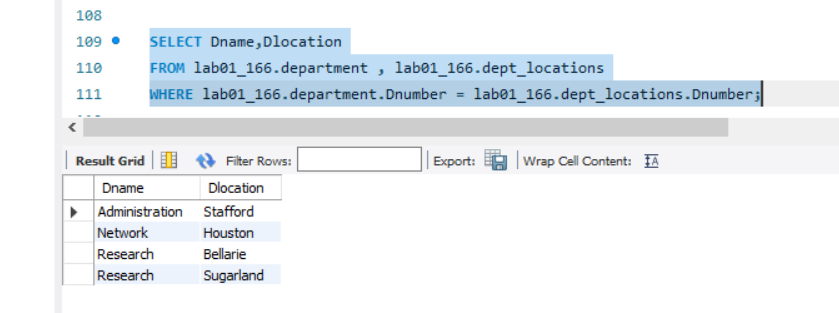 108
109 SELECT Dname,Dlocation
110 FROM lab01_166.department , lab01_166.dept_locations
111 WHERE lab01_166.department.Dnumber = lab01_166.dept_locations.Dnumber;
Result Grid Filter Rows: Export: Wrap Cell Content:
Dname Dlocation
Administration Stafford
Network Houston
Research Bellarie
Research Sugarland